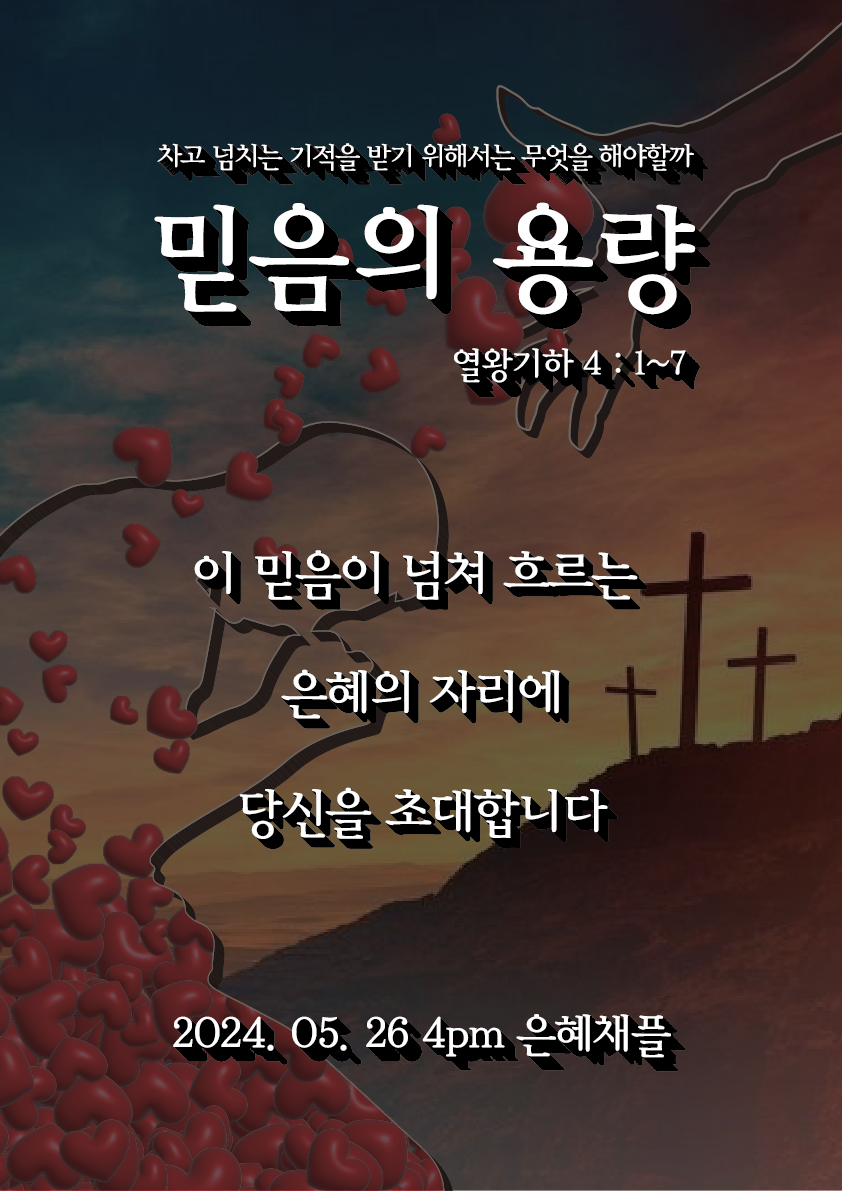 차고 넘치는 기적을 받기 위해서는 무엇을 해야할까
믿음의 용량
열왕기하 4 : 1~7
이 믿음이 넘쳐 흐르는
은혜의 자리에
당신을 초대합니다
2024. 05. 26 4pm 은혜채플